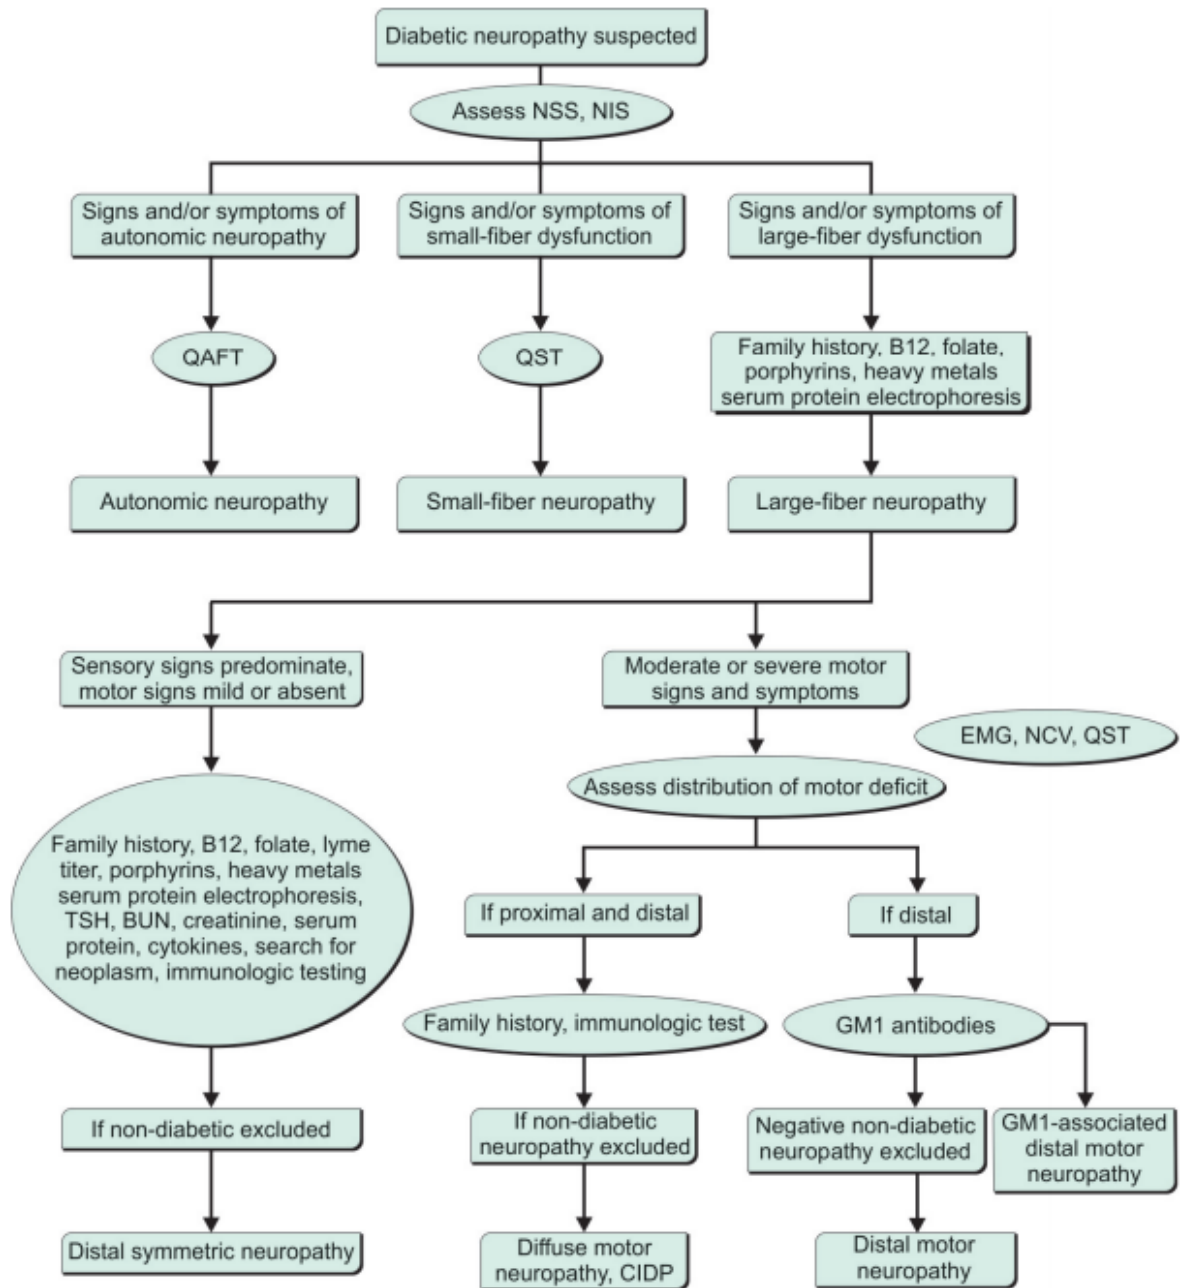 Diabetic neuropathy suspected
Assess NSS, NIS
Signs and/or symptoms of
autonomic neuropathy
Signs and/or symptoms of
small-fiber dysfunction
Signs and/or symptoms of
large-fiber dysfunction
QAFT
QST
Family history, B12, folate,
porphyrins, heavy metals
serum protein electrophoresis
Autonomic neuropathy
Small-fiber neuropathy
Large-fiber neuropathy
Sensory signs predominate,
motor signs mild or absent
Moderate or severe motor
signs and symptoms
EMG, NCV, QST
Assess distribution of motor deficit
Family history, B12, folate, lyme
titer, porphyrins, heavy metals
serum protein electrophoresis,
TSH, BUN, creatinine, serum
protein, cytokines, search for
neoplasm, immunologic testing
If proximal and distal
If distal
Family history, immunologic test
GM1 antibodies
If non-diabetic excluded
If non-diabetic
neuropathy excluded
Negative non-diabetic
neuropathy excluded
GM1-associated
distal motor
neuropathy
Distal symmetric neuropathy
Diffuse motor
neuropathy, CIDP
Distal motor
neuropathy